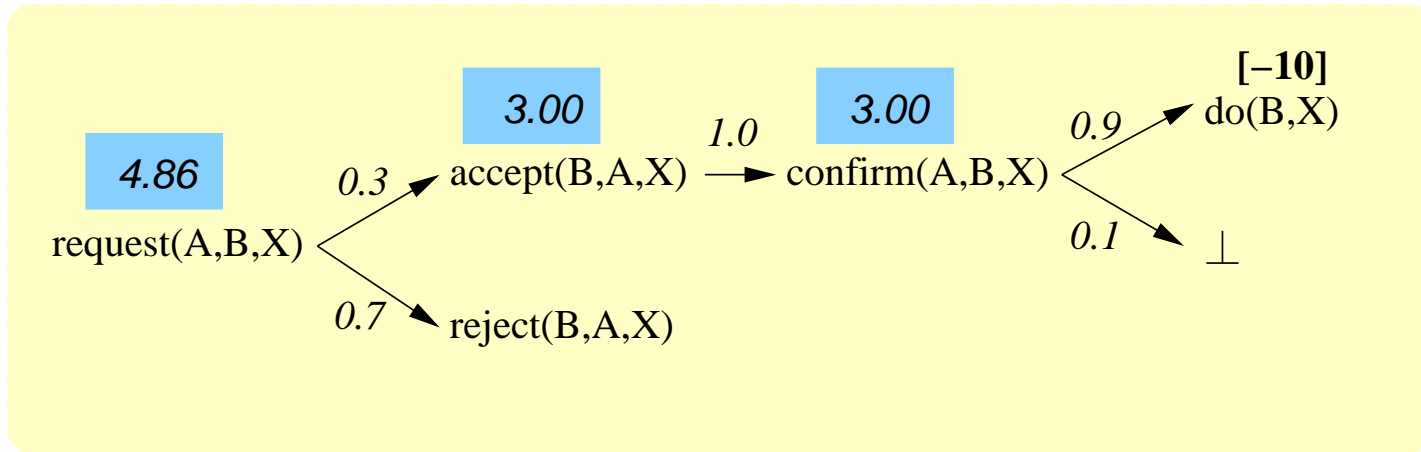 [−10]
3.00
3.00
0.9
do(B,X)
1.0
4.86
0.3
accept(B,A,X)
confirm(A,B,X)
request(A,B,X)
0.1
⊥
0.7
reject(B,A,X)